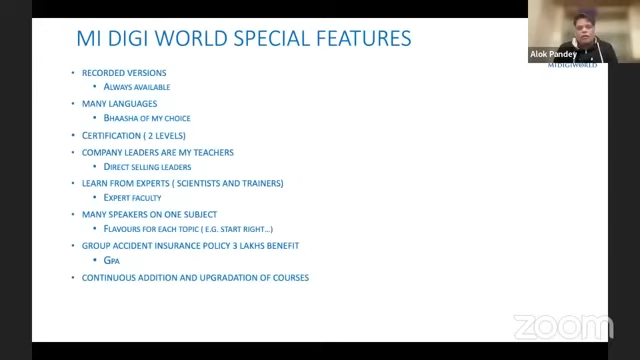 MI DIGI WORLD SPECIAL FEATURES
Alok Pandey
MIDIGIWORLD
• RECORDED VERSIONS
• ALWAYS AVAILABLE
• MANY LANGUAGES
• BHAASHA OF MY CHOICE
• CERTIFICATION ( 2 LEVELS)
• COMPANY LEADERS ARE MY TEACHERS
• DIRECT SELLING LEADERS
• LEARN FROM EXPERTS ( SCIENTISTS AND TRAINERS)
• EXPERT FACULTY
• MANY SPEAKERS ON ONE SUBJECT
• FLAVOURS FOR EACH TOPIC ( E.G. START RIGHT...)
• GROUP ACCIDENT INSURANCE POLICY 3 LAKHS BENEFIT
• GPA
• CONTINUOUS ADDITION AND UPGRADATION OF COURSES
zoom